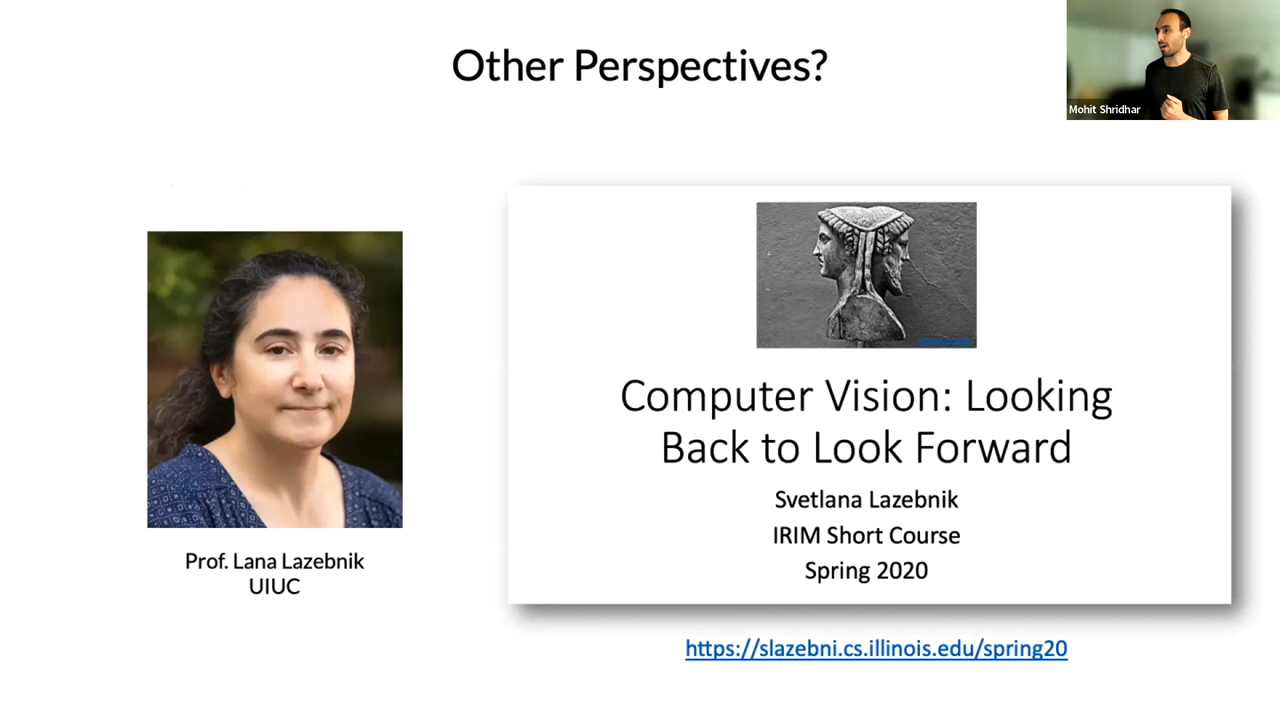 Other Perspectives?
Mohit Shridhar
Computer Vision: Looking
Back to Look Forward
Svetlana Lazebnik
IRIM Short Course
Spring 2020
Prof. Lana Lazebnik
UIUC
https://slazebni.cs.illinois.edu/spring20